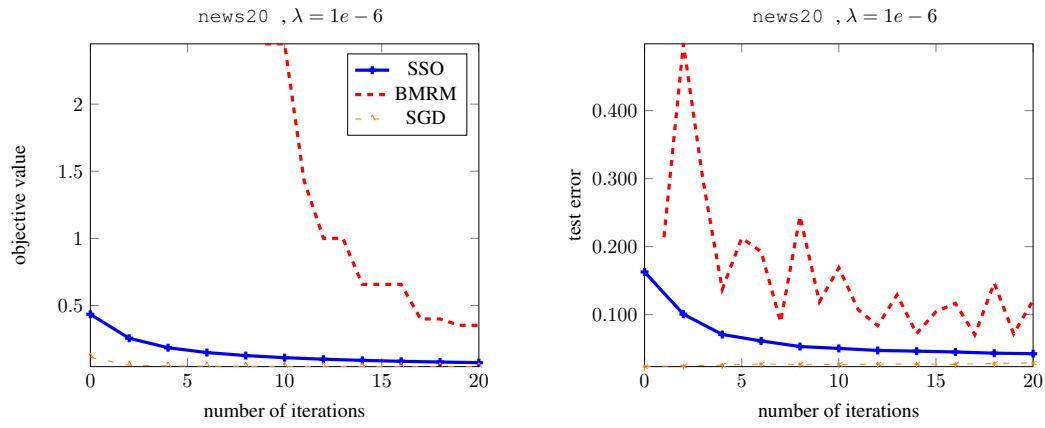 news20 , λ = 1e − 6
objective value
2
1.5
1
0.5
SSO
BMRM
SGD
0 5 10 15 20
number of iterations
news20 , λ = 1e − 6
test error
0.400
0.300
0.200
0.100
0 5 10 15 20
number of iterations